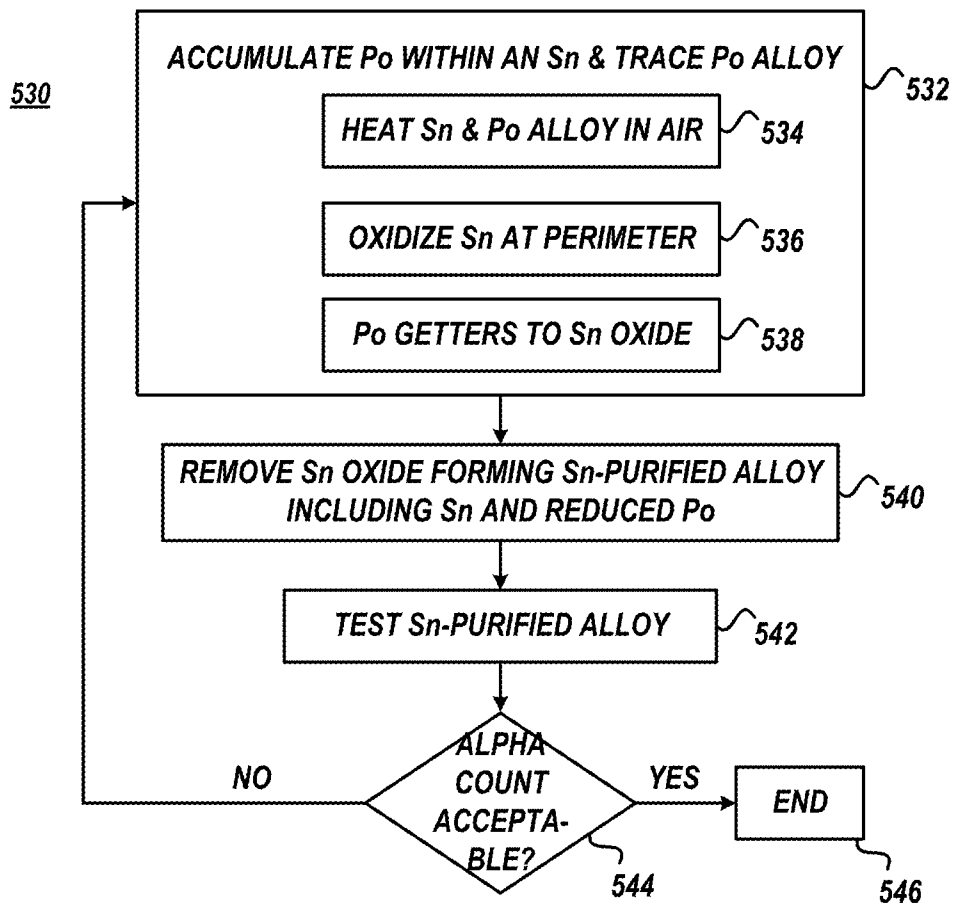 530
ACCUMULATE Po WITHIN AN Sn & TRACE Po ALLOY
532
HEAT Sn & Po ALLOY IN AIR
534
OXIDIZE Sn AT PERIMETER
536
Po GETTERS TO Sn OXIDE
538
REMOVE Sn OXIDE FORMING Sn-PURIFIED ALLOY
INCLUDING Sn AND REDUCED Po
540
TEST Sn-PURIFIED ALLOY
542
ALPHA
COUNT
ACCEPTA-
BLE?
544
NO
YES
END
546